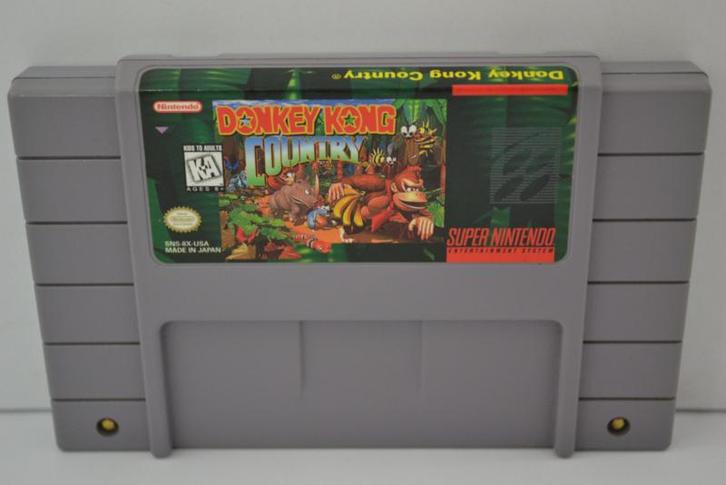 Donkey Kong Country®
Nintendo®
DONKEY KONG
COUNTRY
KIDS TO ADULTS
K-A
AGES 6+
SNS-8X-USA
MADE IN JAPAN
SUPER NINTENDO
ENTERTAINMENT SYSTEM